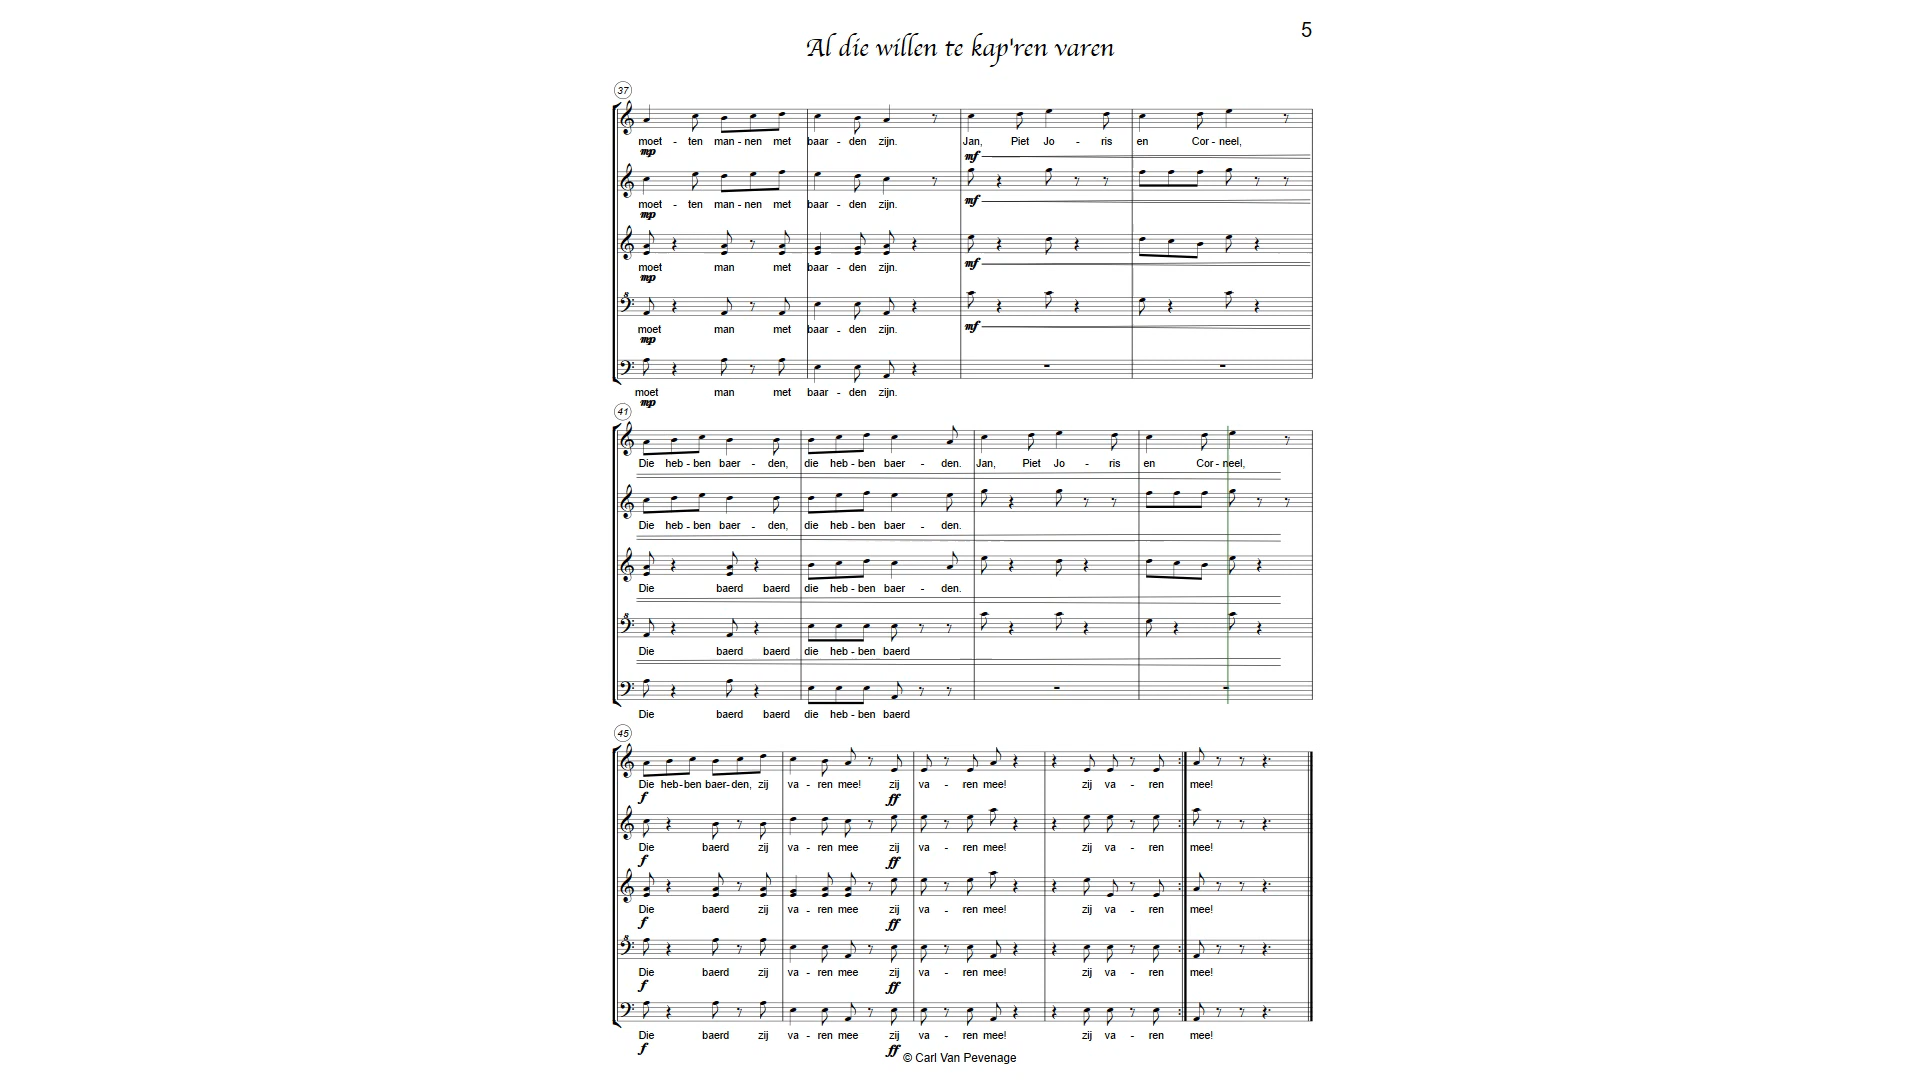 5
Al die willen te kap'ren varen
37
moet - ten man - nen met baar - den zijn. Jan, Piet Jo - ris en Cor - neel,
mp mf
moet - ten man - nen met baar - den zijn.
mp mf
moet man met baar - den zijn.
mp mf
moet man met baar - den zijn.
mp mf
moet man met baar - den zijn.
mp
41
Die heb - ben baer - den, die heb - ben baer - den. Jan, Piet Jo - ris en Cor - neel,
Die heb - ben baer - den, die heb - ben baer - den.
Die baerd baerd die heb - ben baer - den.
Die baerd baerd die heb - ben baerd
Die baerd baerd die heb - ben baerd
45
Die heb - ben baer - den, zij va - ren mee! zij va - ren mee! zij va - ren mee!
f ff
Die baerd zij va - ren mee zij va - ren mee! zij va - ren mee!
f ff
Die baerd zij va - ren mee zij va - ren mee! zij va - ren mee!
f ff
Die baerd zij va - ren mee zij va - ren mee! zij va - ren mee!
f ff
Die baerd zij va - ren mee zij va - ren mee! zij va - ren mee!
f ff
© Carl Van Pevenage